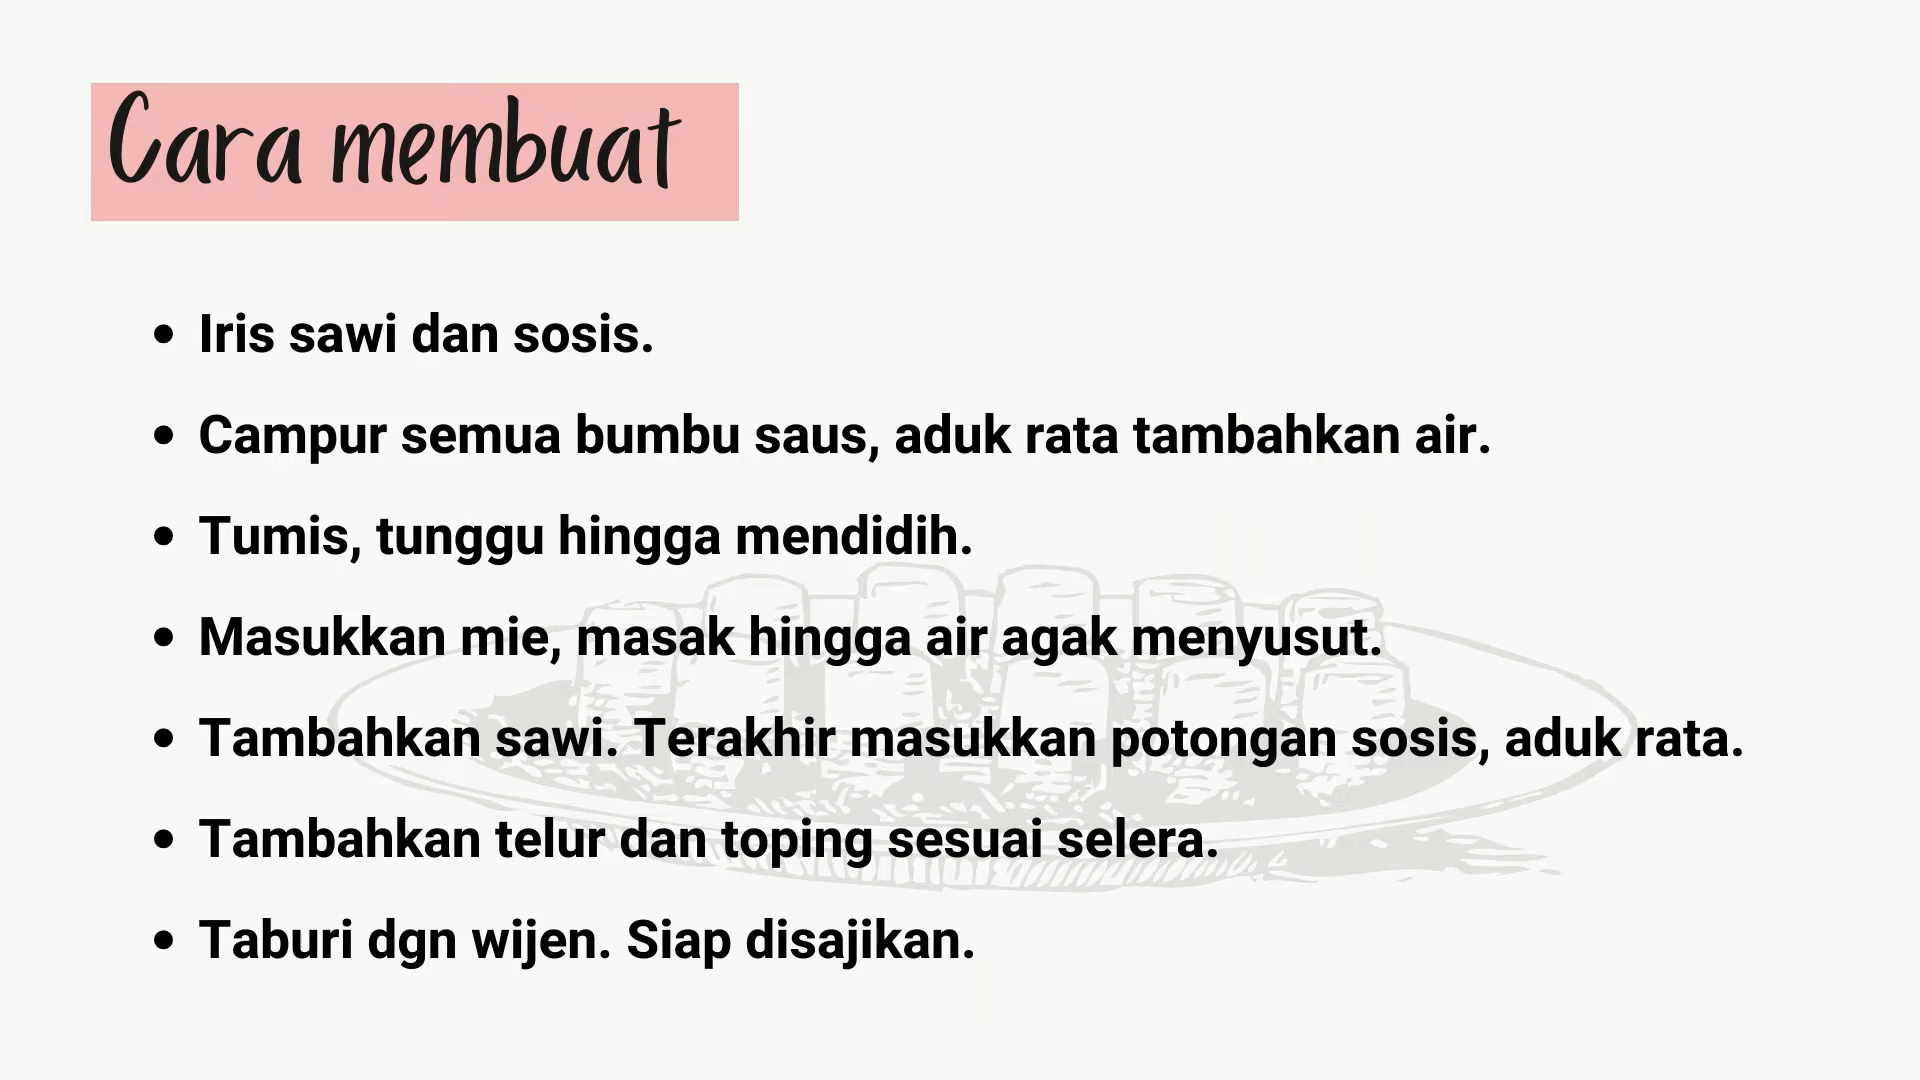 Cara membuat
• Iris sawi dan sosis.
• Campur semua bumbu saus, aduk rata tambahkan air.
• Tumis, tunggu hingga mendidih.
• Masukkan mie, masak hingga air agak menyusut.
• Tambahkan sawi. Terakhir masukkan potongan sosis, aduk rata.
• Tambahkan telur dan toping sesuai selera.
• Taburi dgn wijen. Siap disajikan.